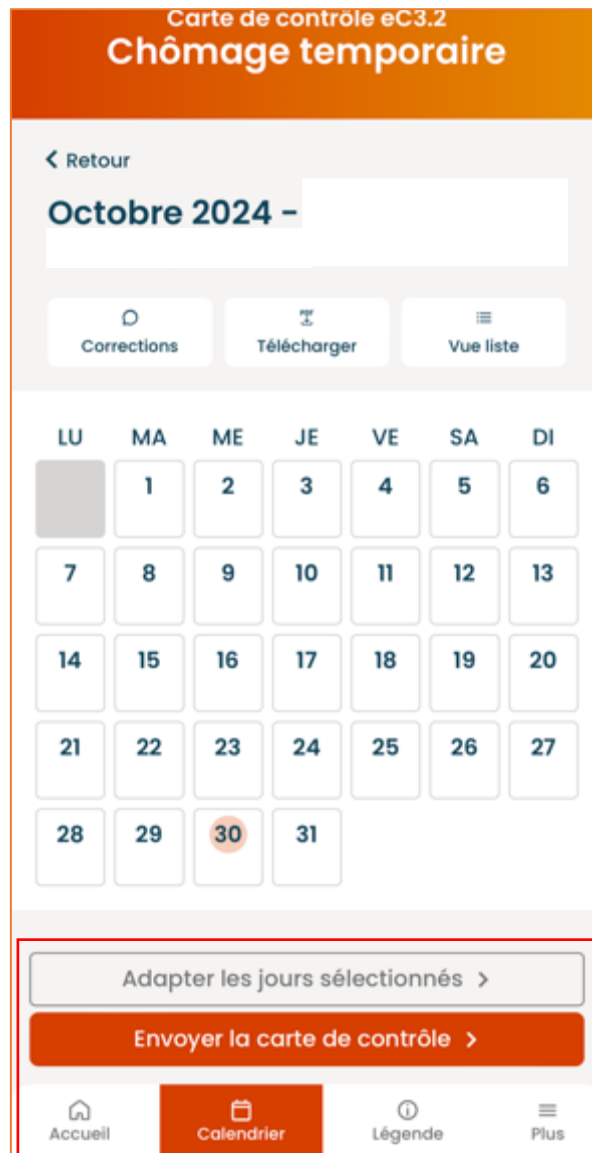 Carte de contrôle eC3.2
Chômage temporaire
Retour
Octobre 2024 -
Corrections
Télécharger
Vue liste
LU MA ME JE VE SA DI
1 2 3 4 5 6
7 8 9 10 11 12 13
14 15 16 17 18 19 20
21 22 23 24 25 26 27
28 29 30 31
Adapter les jours sélectionnés >
Envoyer la carte de contrôle >
Accueil Calendrier Légende Plus